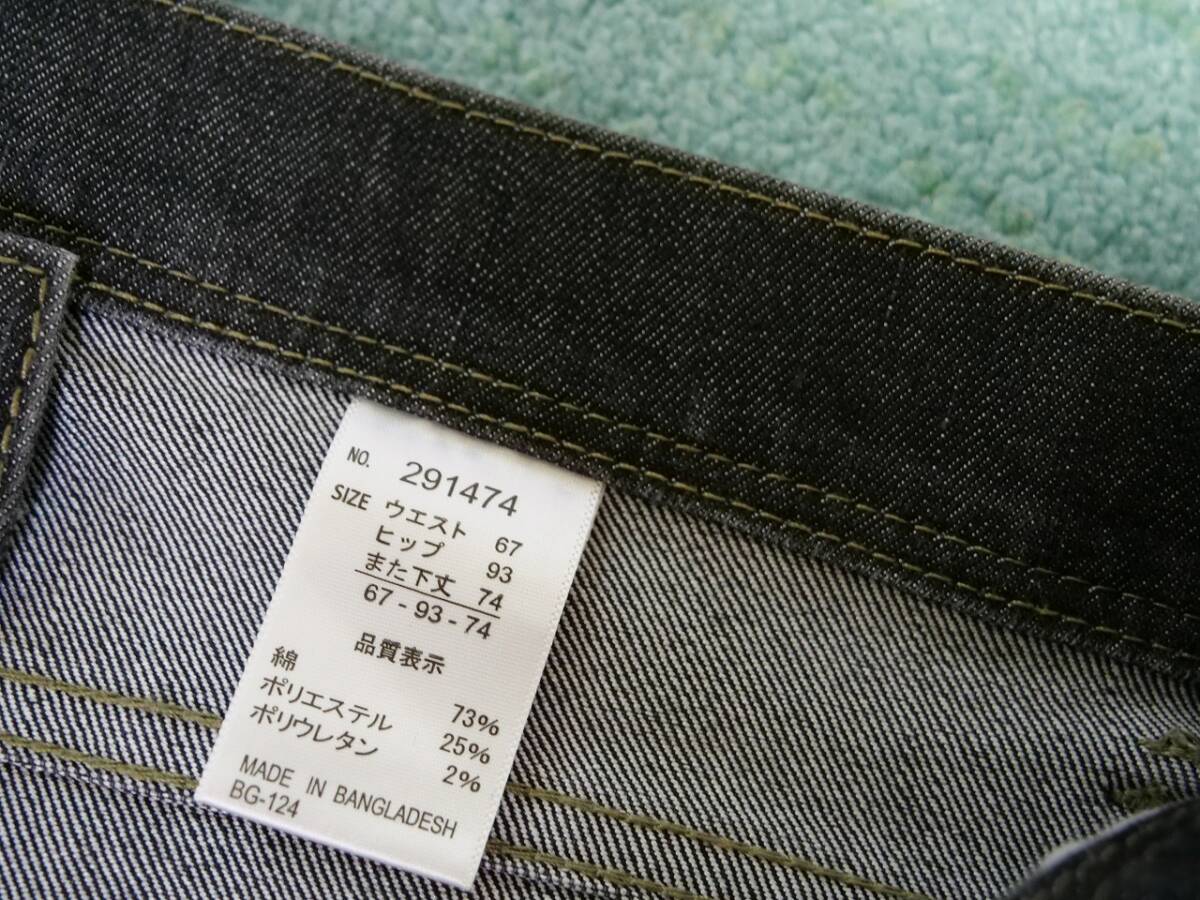 NO. 291474
SIZE ウエスト 67
ヒップ 93
また下丈 74
67 - 93 - 74
品質表示
綿 73%
ポリエステル 25%
ポリウレタン 2%
MADE IN BANGLADESH
BG-124